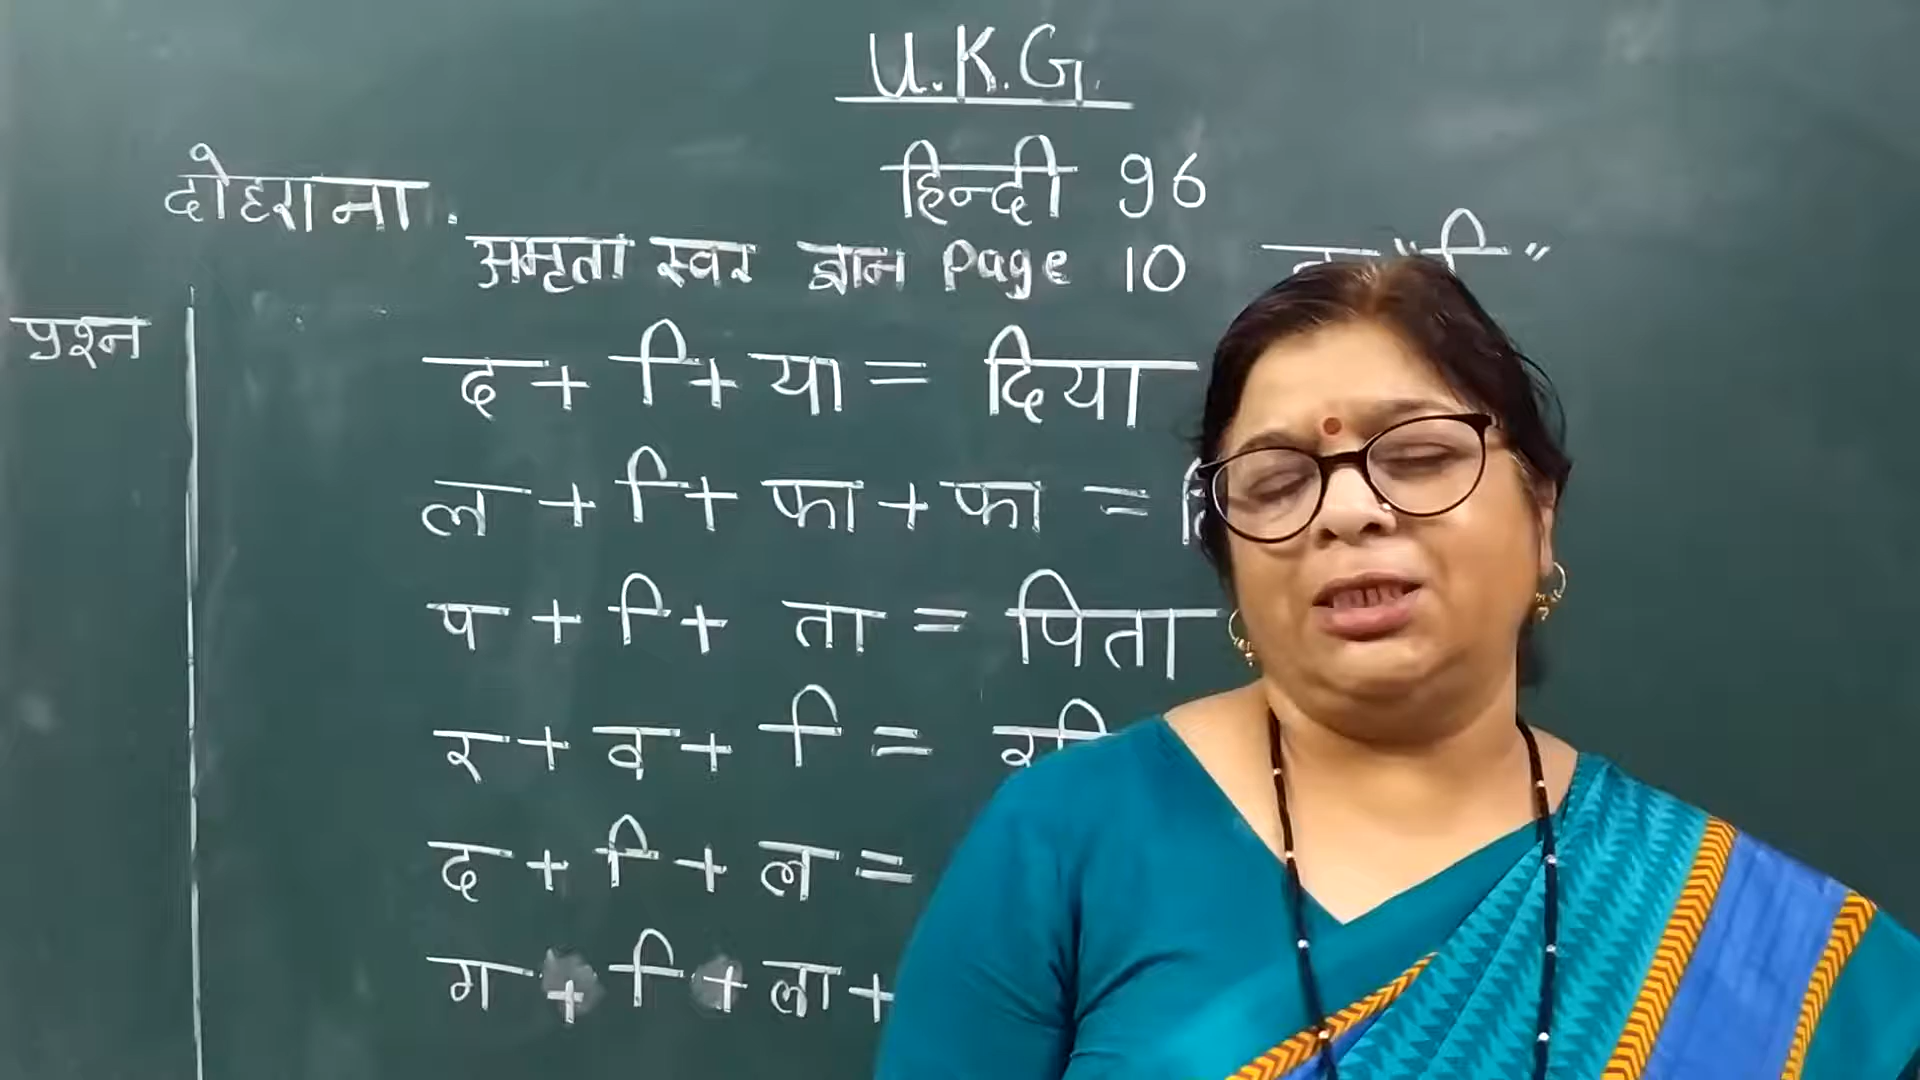 U.K.G.
हिन्दी 96
दोहराना.
अमृता स्वर ज्ञान Page 10 "ि"
प्रश्न
द + ि + या = दिया
ल + ि + फा + फा =
प + ि + ता = पिता
र + व + ि =
द + ि + ल =
ग + ि + ला +